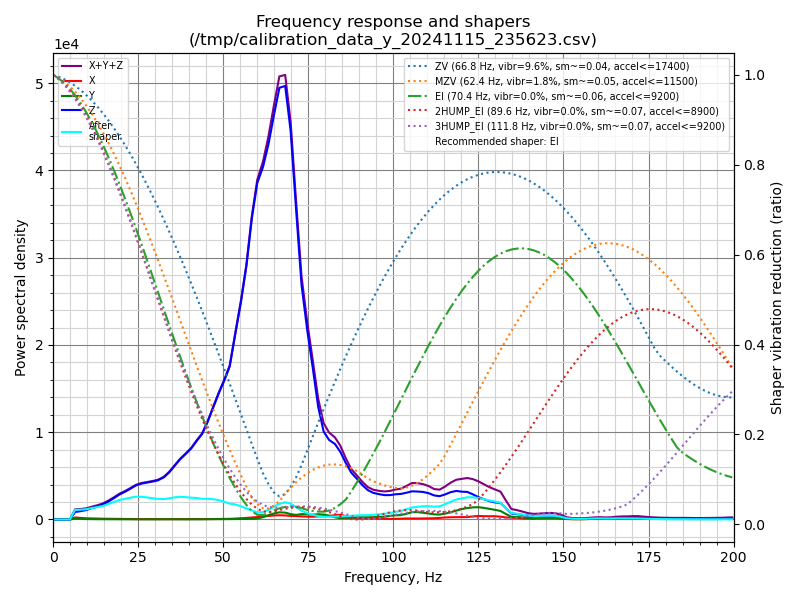 Frequency response and shapers
(/tmp/calibration_data_y_20241115_235623.csv)
1e4
X+Y+Z
X
Y
Z
After
shaper
ZV (66.8 Hz, vibr=9.6%, sm~=0.04, accel<=17400)
MZV (62.4 Hz, vibr=1.8%, sm~=0.05, accel<=11500)
EI (70.4 Hz, vibr=0.0%, sm~=0.06, accel<=9200)
2HUMP_EI (89.6 Hz, vibr=0.0%, sm~=0.07, accel<=8900)
3HUMP_EI (111.8 Hz, vibr=0.0%, sm~=0.07, accel<=9200)
Recommended shaper: EI
Power spectral density
5
4
3
2
1
0
1.0
0.8
0.6
0.4
0.2
0.0
Shaper vibration reduction (ratio)
0 25 50 75 100 125 150 175 200
Frequency, Hz